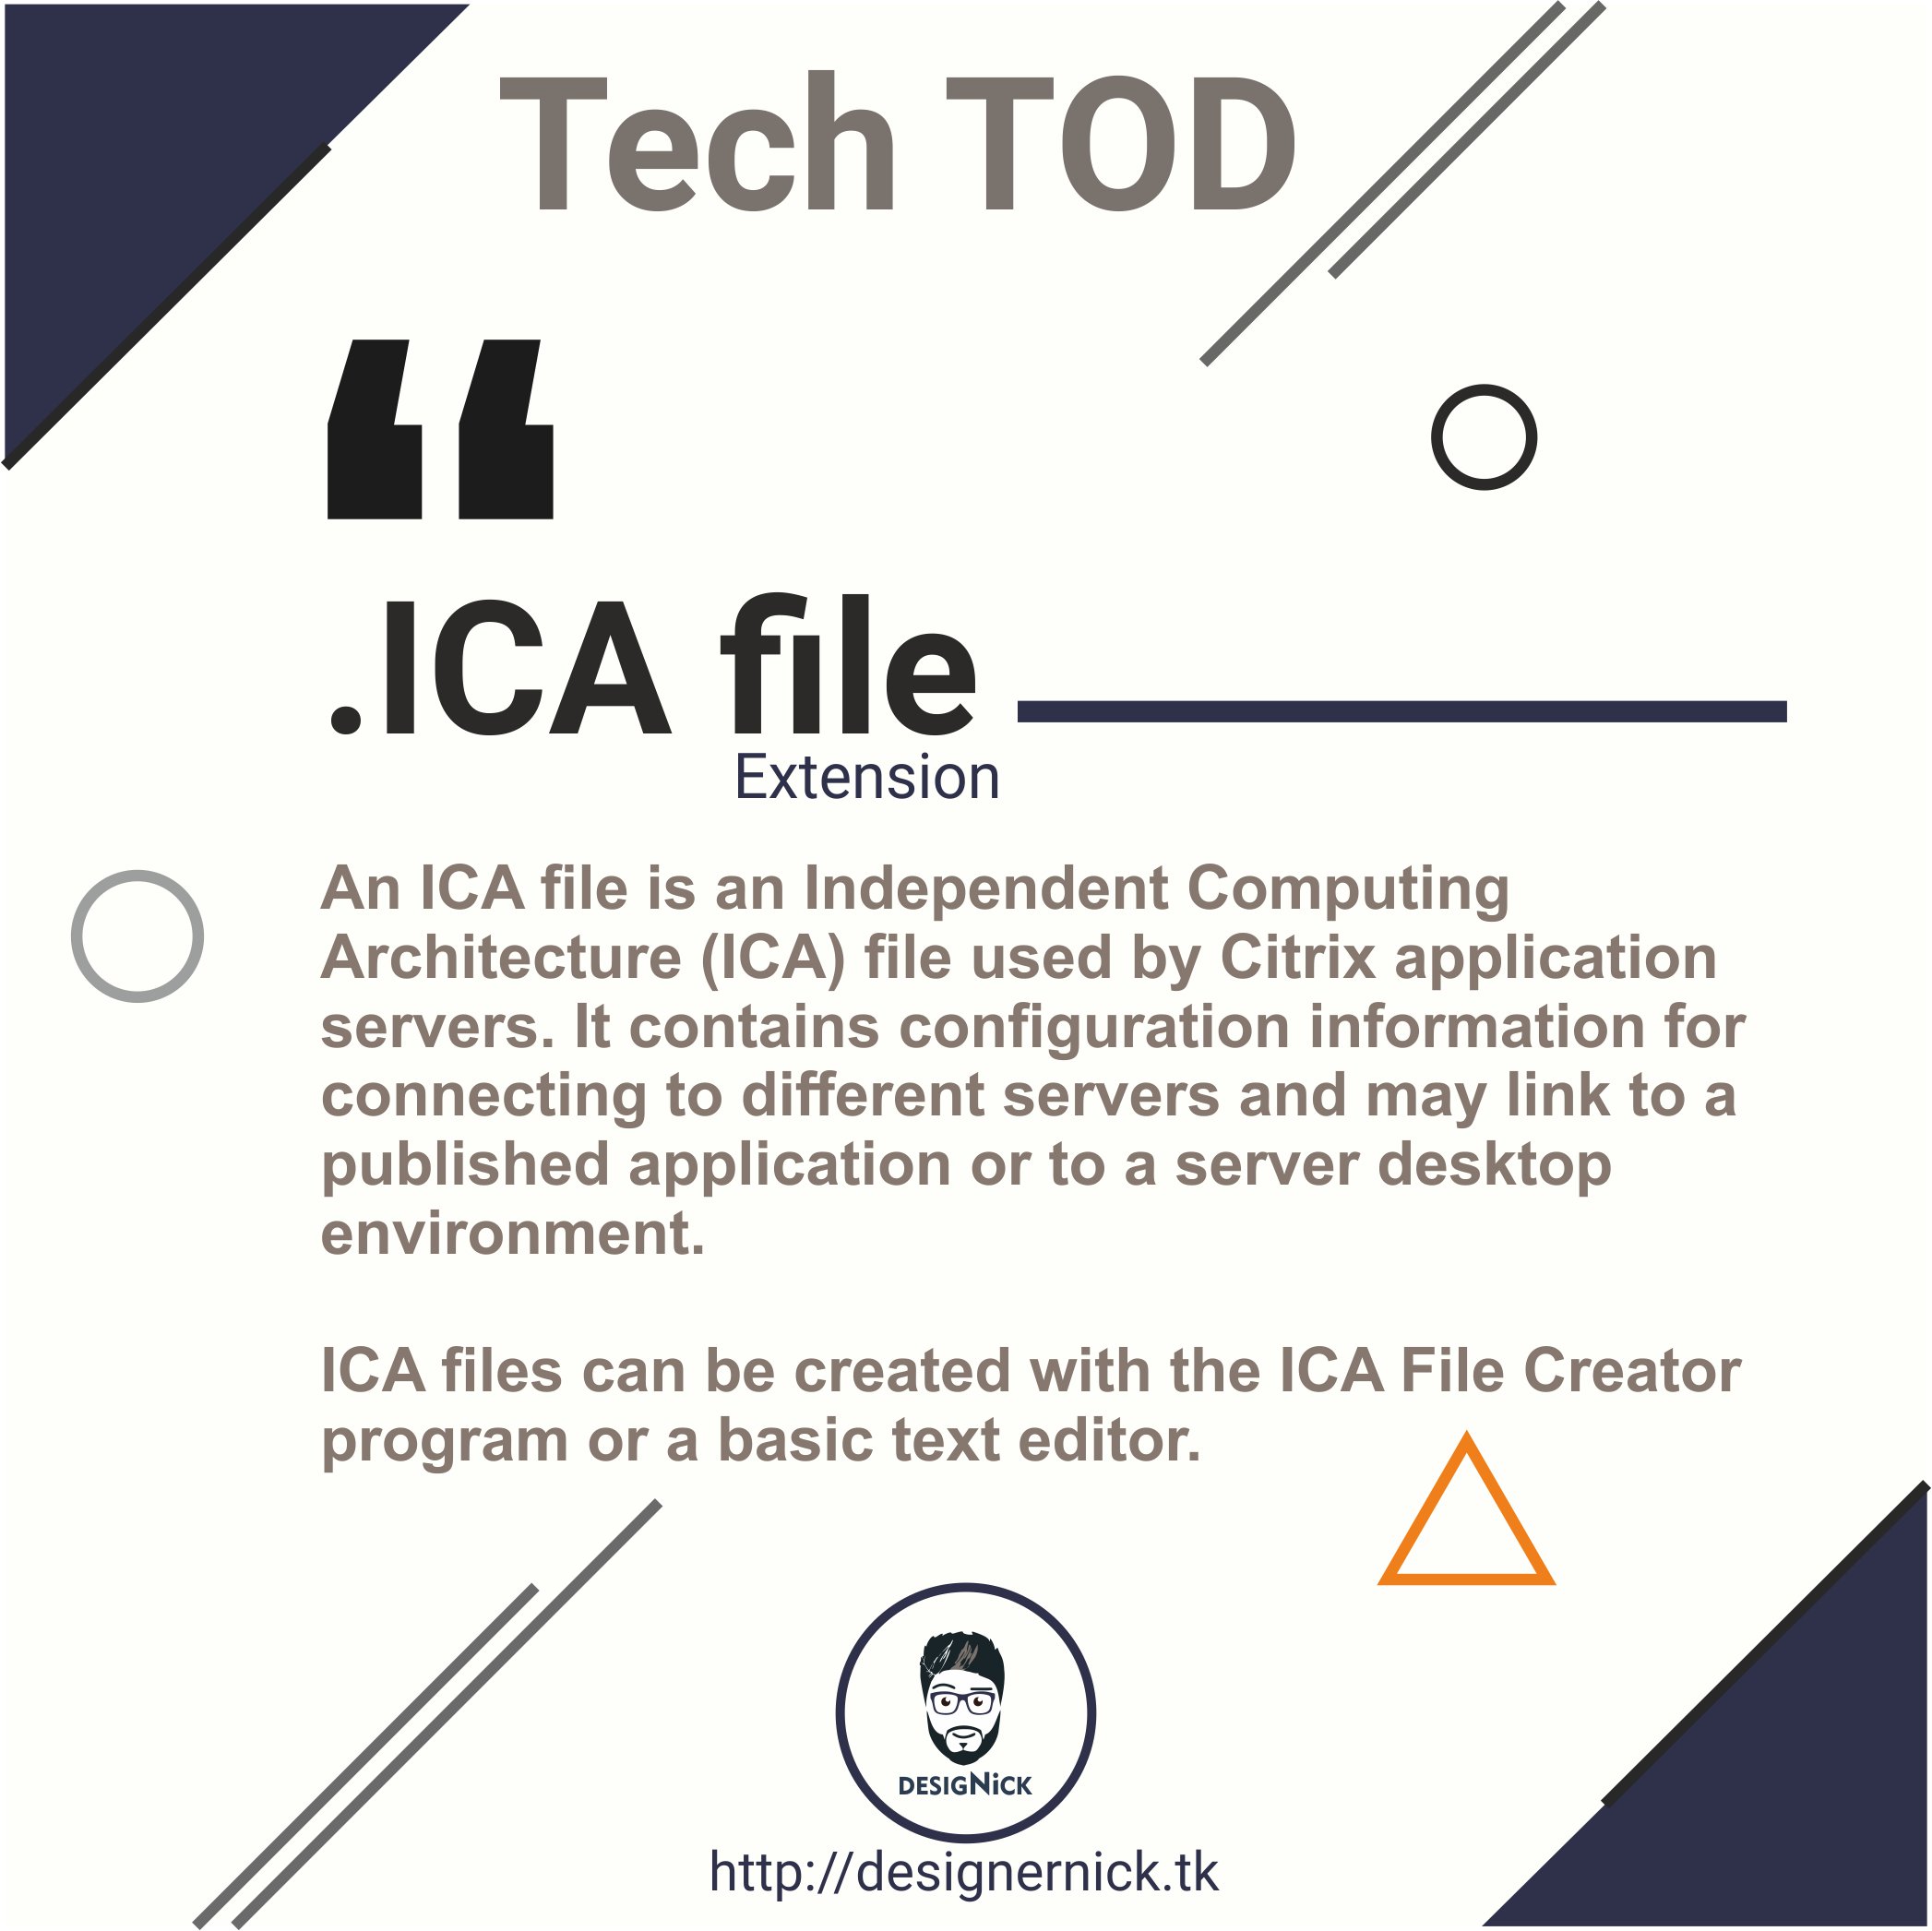 Tech TOD
“
.ICA file
Extension
An ICA file is an Independent Computing
Architecture (ICA) file used by Citrix application
servers. It contains configuration information for
connecting to different servers and may link to a
published application or to a server desktop
environment.
ICA files can be created with the ICA File Creator
program or a basic text editor.
DESIGNiCK
http://designernick.tk